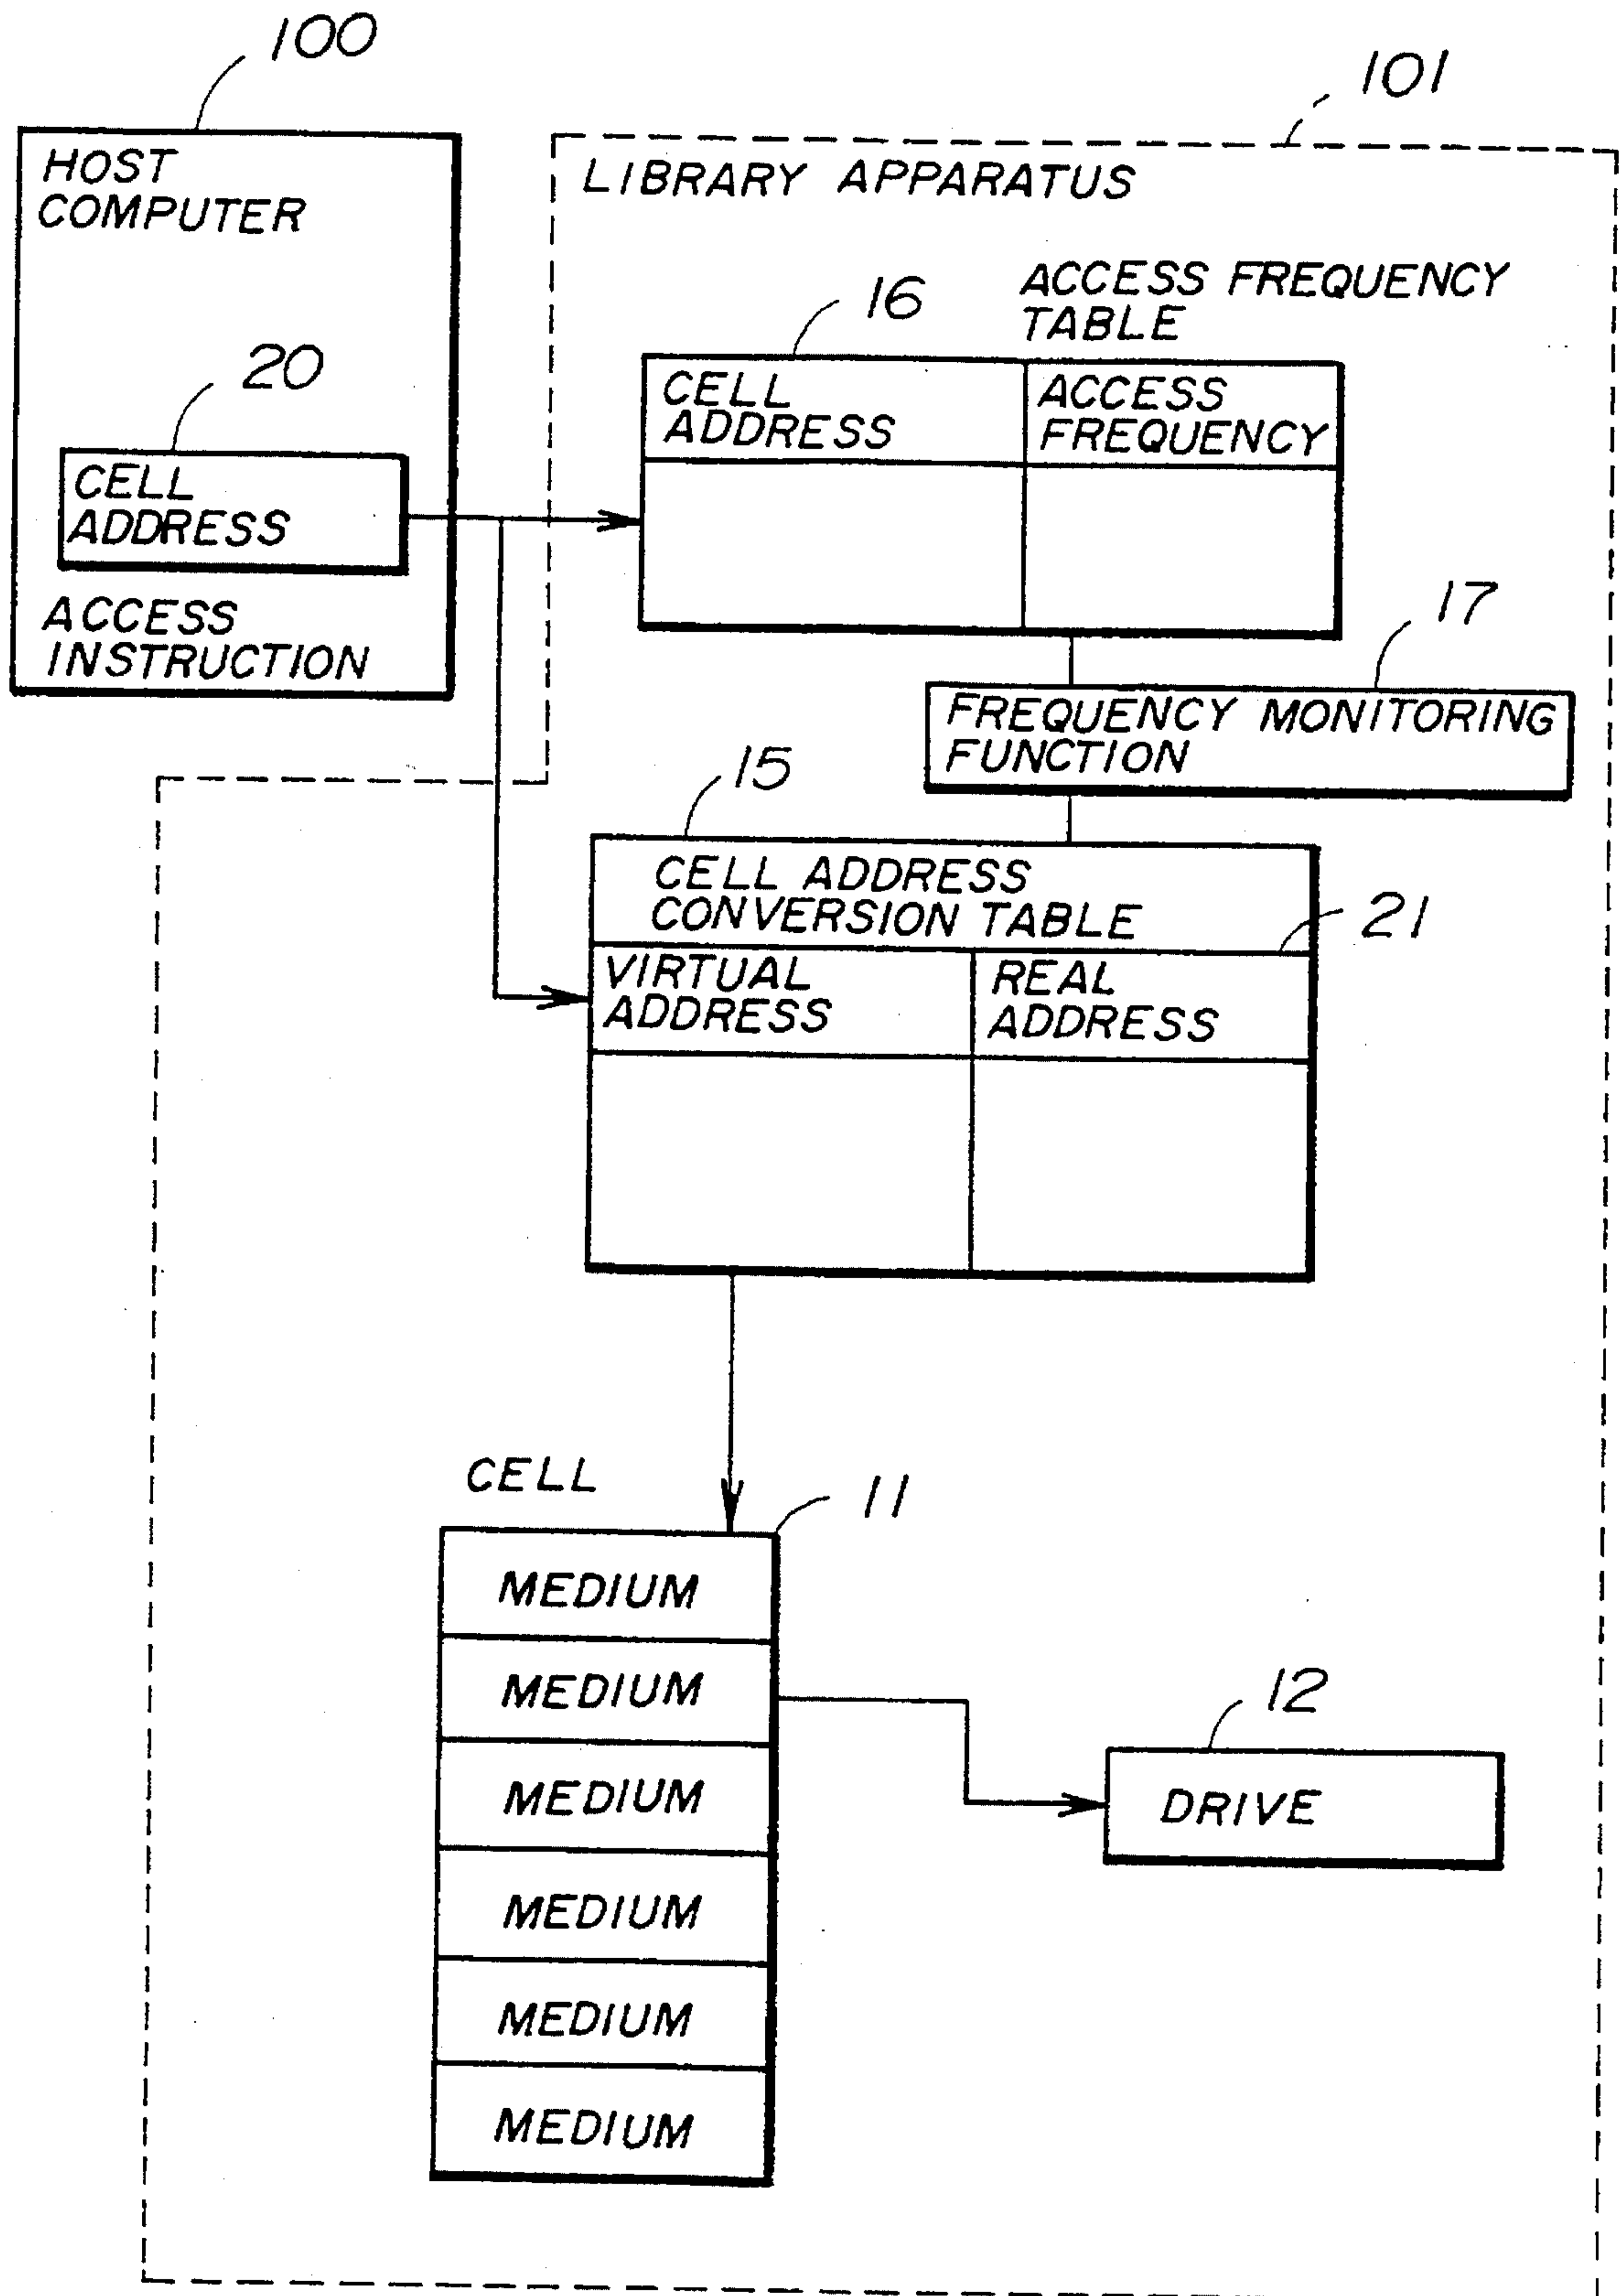 100
101
HOST
COMPUTER
LIBRARY APPARATUS
16
ACCESS FREQUENCY
TABLE
20
CELL
ADDRESS
ACCESS
FREQUENCY
CELL
ADDRESS
ACCESS
INSTRUCTION
17
FREQUENCY MONITORING
FUNCTION
15
CELL ADDRESS
CONVERSION TABLE
21
VIRTUAL
ADDRESS
REAL
ADDRESS
CELL
11
MEDIUM
MEDIUM
MEDIUM
MEDIUM
MEDIUM
MEDIUM
12
DRIVE